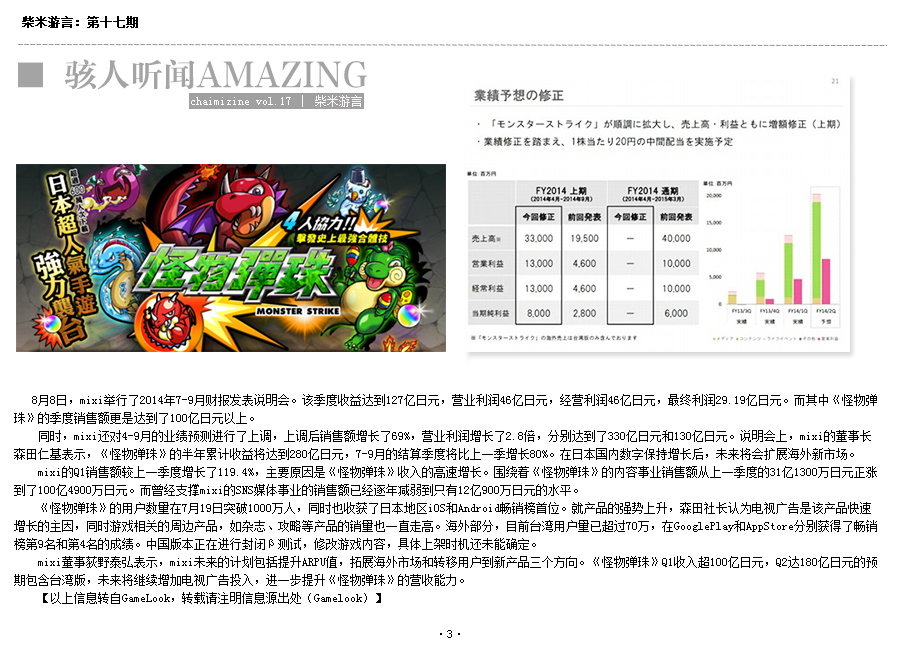 柴米游言：第十七期
骇人听闻AMAZING
chaimizine vol.17 | 柴米游言
日本超人氣手遊
強力襲台
4人協力!!
擊發史上最強合體技
怪物彈珠
MONSTER STRIKE
21
業績予想の修正
・「モンスターストライク」が順調に拡大し、売上高・利益ともに増額修正（上期）
・業績修正を踏まえ、1株当たり20円の中間配当を実施予定
単位：百万円
FY2014 上期 FY2014 通期
（2014年4月-2014年9月） （2014年4月-2015年3月）
今回修正 前回発表 今回修正 前回発表
売上高※ 33,000 19,500 — 40,000
営業利益 13,000 4,600 — 10,000
経常利益 13,000 4,600 — 10,000
当期純利益 8,000 2,800 — 6,000
※「モンスターストライク」の海外売上は台湾版のみ含んでおります
単位：百万円
20,000
15,000
10,000
5,000
0
FY13/3Q FY13/4Q FY14/1Q FY14/2Q
実績 実績 実績 予想
8月8日，mixi举行了2014年7-9月财报发表说明会。该季度收益达到127亿日元，营业利润46亿日元，经营利润46亿日元，最终利润29.19亿日元。而其中《怪物弹
珠》的季度销售额更是达到了100亿日元以上。
同时，mixi还对4-9月的业绩预测进行了上调，上调后销售额增长了69%，营业利润增长了2.8倍，分别达到了330亿日元和130亿日元。说明会上，mixi的董事长
森田仁基表示，《怪物弹珠》的半年累计收益将达到280亿日元，7-9月的结算季度将比上一季增长80%。在日本国内数字保持增长后，未来将会扩展海外新市场。
mixi的Q1销售额较上一季度增长了119.4%，主要原因是《怪物弹珠》收入的高速增长。围绕着《怪物弹珠》的内容事业销售额从上一季度的31亿1300万日元正涨
到了100亿4900万日元。而曾经支撑mixi的SNS媒体事业的销售额已经逐年减弱到只有12亿900万日元的水平。
《怪物弹珠》的用户数量在7月19日突破1000万人，同时也收获了日本地区iOS和Android畅销榜首位。就产品的强势上升，森田社长认为电视广告是该产品快速
增长的主因，同时游戏相关的周边产品，如杂志、攻略等产品的销量也一直走高。海外部分，目前台湾用户量已超过70万，在GooglePlay和AppStore分别获得了畅销
榜第9名和第4名的成绩。中国版本正在进行封闭β测试，修改游戏内容，具体上架时机还未能确定。
mixi董事荻野泰弘表示，mixi未来的计划包括提升ARPU值，拓展海外市场和转移用户到新产品三个方向。《怪物弹珠》Q1收入超100亿日元，Q2达180亿日元的预
期包含台湾版，未来将继续增加电视广告投入，进一步提升《怪物弹珠》的营收能力。
【以上信息转自GameLook，转载请注明信息源出处（Gamelook）】
·3·